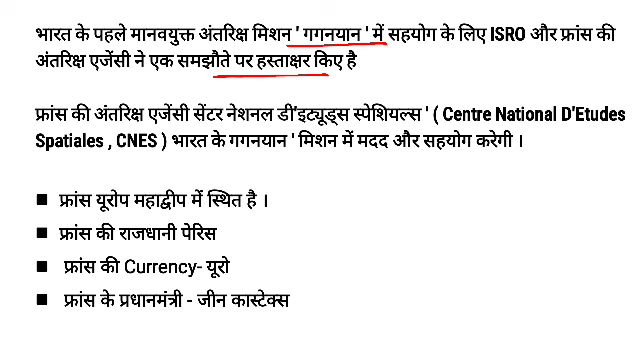 भारत के पहले मानवयुक्त अंतरिक्ष मिशन ' गगनयान ' में सहयोग के लिए ISRO और फ्रांस की
अंतरिक्ष एजेंसी ने एक समझौते पर हस्ताक्षर किए है
फ्रांस की अंतरिक्ष एजेंसी सेंटर नेशनल डी'इट्यूड्स स्पेशियल्स ' ( Centre National D'Etudes
Spatiales , CNES ) भारत के गगनयान ' मिशन में मदद और सहयोग करेगी ।
■ फ्रांस यूरोप महाद्वीप में स्थित है ।
■ फ्रांस की राजधानी पेरिस
■ फ्रांस की Currency- यूरो
■ फ्रांस के प्रधानमंत्री - जीन कास्टेक्स